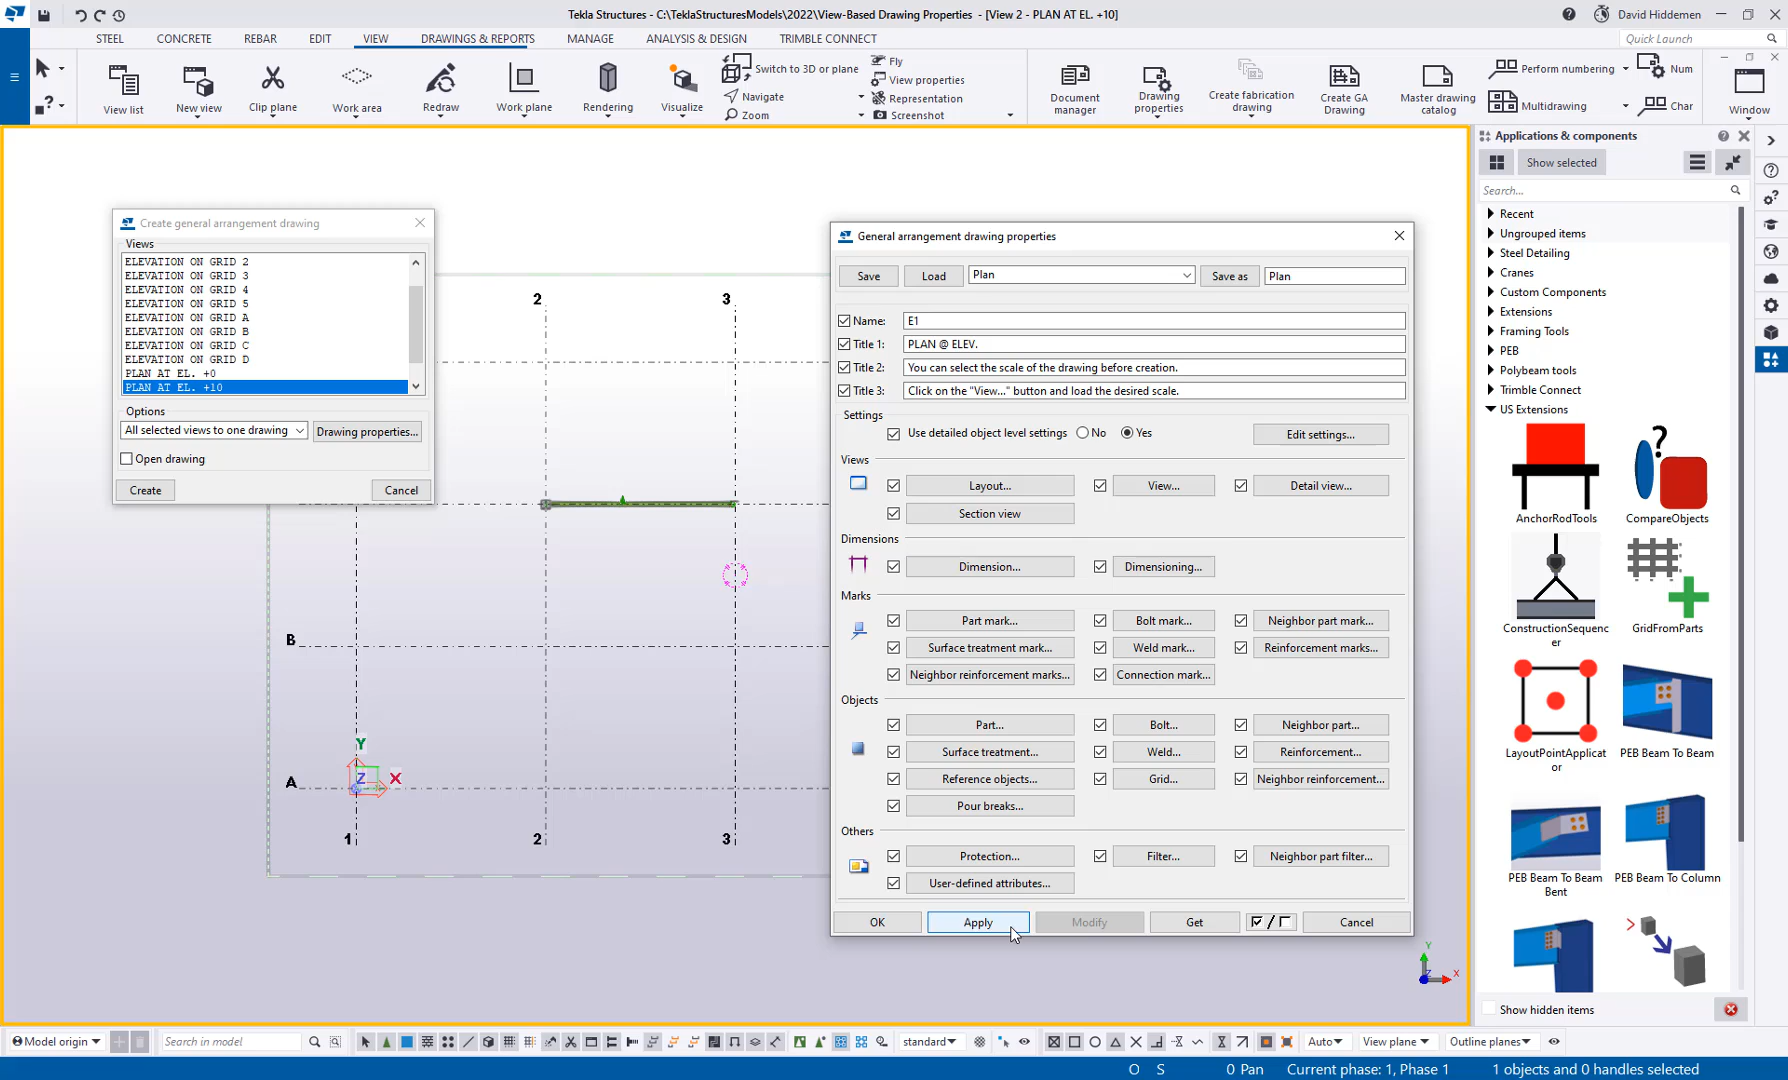 Tekla Structures - C:\TeklaStructuresModels\2022\View-Based Drawing Properties - [View 2 - PLAN AT EL. +10]
David Hiddemen
STEEL CONCRETE REBAR EDIT VIEW DRAWINGS & REPORTS MANAGE ANALYSIS & DESIGN TRIMBLE CONNECT
Quick Launch
View list
New view
Clip plane
Work area
Redraw
Work plane
Rendering
Visualize
Switch to 3D or plane
Navigate
Zoom
Fly
View properties
Representation
Screenshot
Document manager
Drawing properties
Create fabrication drawing
Create GA Drawing
Master drawing catalog
Perform numbering
Multidrawing
Num
Char
Window
Create general arrangement drawing
Views
ELEVATION ON GRID 2
ELEVATION ON GRID 3
ELEVATION ON GRID 4
ELEVATION ON GRID 5
ELEVATION ON GRID A
ELEVATION ON GRID B
ELEVATION ON GRID C
ELEVATION ON GRID D
PLAN AT EL. +0
PLAN AT EL. +10
Options
All selected views to one drawing
Drawing properties...
Open drawing
Create
Cancel
2
3
B
A
Y
Z
X
1
2
3
General arrangement drawing properties
Save
Load
Plan
Save as
Plan
Name: E1
Title 1: PLAN @ ELEV.
Title 2: You can select the scale of the drawing before creation.
Title 3: Click on the "View..." button and load the desired scale.
Settings
Use detailed object level settings No Yes Edit settings...
Views
Layout... View... Detail view...
Section view
Dimensions
Dimension... Dimensioning...
Marks
Part mark... Bolt mark... Neighbor part mark...
Surface treatment mark... Weld mark... Reinforcement marks...
Neighbor reinforcement marks... Connection mark...
Objects
Part... Bolt... Neighbor part...
Surface treatment... Weld... Reinforcement...
Reference objects... Grid... Neighbor reinforcement...
Pour breaks...
Others
Protection... Filter... Neighbor part filter...
User-defined attributes...
OK Apply Modify Get / Cancel
Y
Z
X
Applications & components
Show selected
Search...
Recent
Ungrouped items
Steel Detailing
Cranes
Custom Components
Extensions
Framing Tools
PEB
Polybeam tools
Trimble Connect
US Extensions
AnchorRodTools
CompareObjects
ConstructionSequenc
er
GridFromParts
LayoutPointApplicat
or
PEB Beam To Beam
PEB Beam To Beam
Bent
PEB Beam To Column
Show hidden items
Model origin
Search in model
standard
Auto
View plane
Outline planes
O S 0 Pan Current phase: 1, Phase 1 1 objects and 0 handles selected